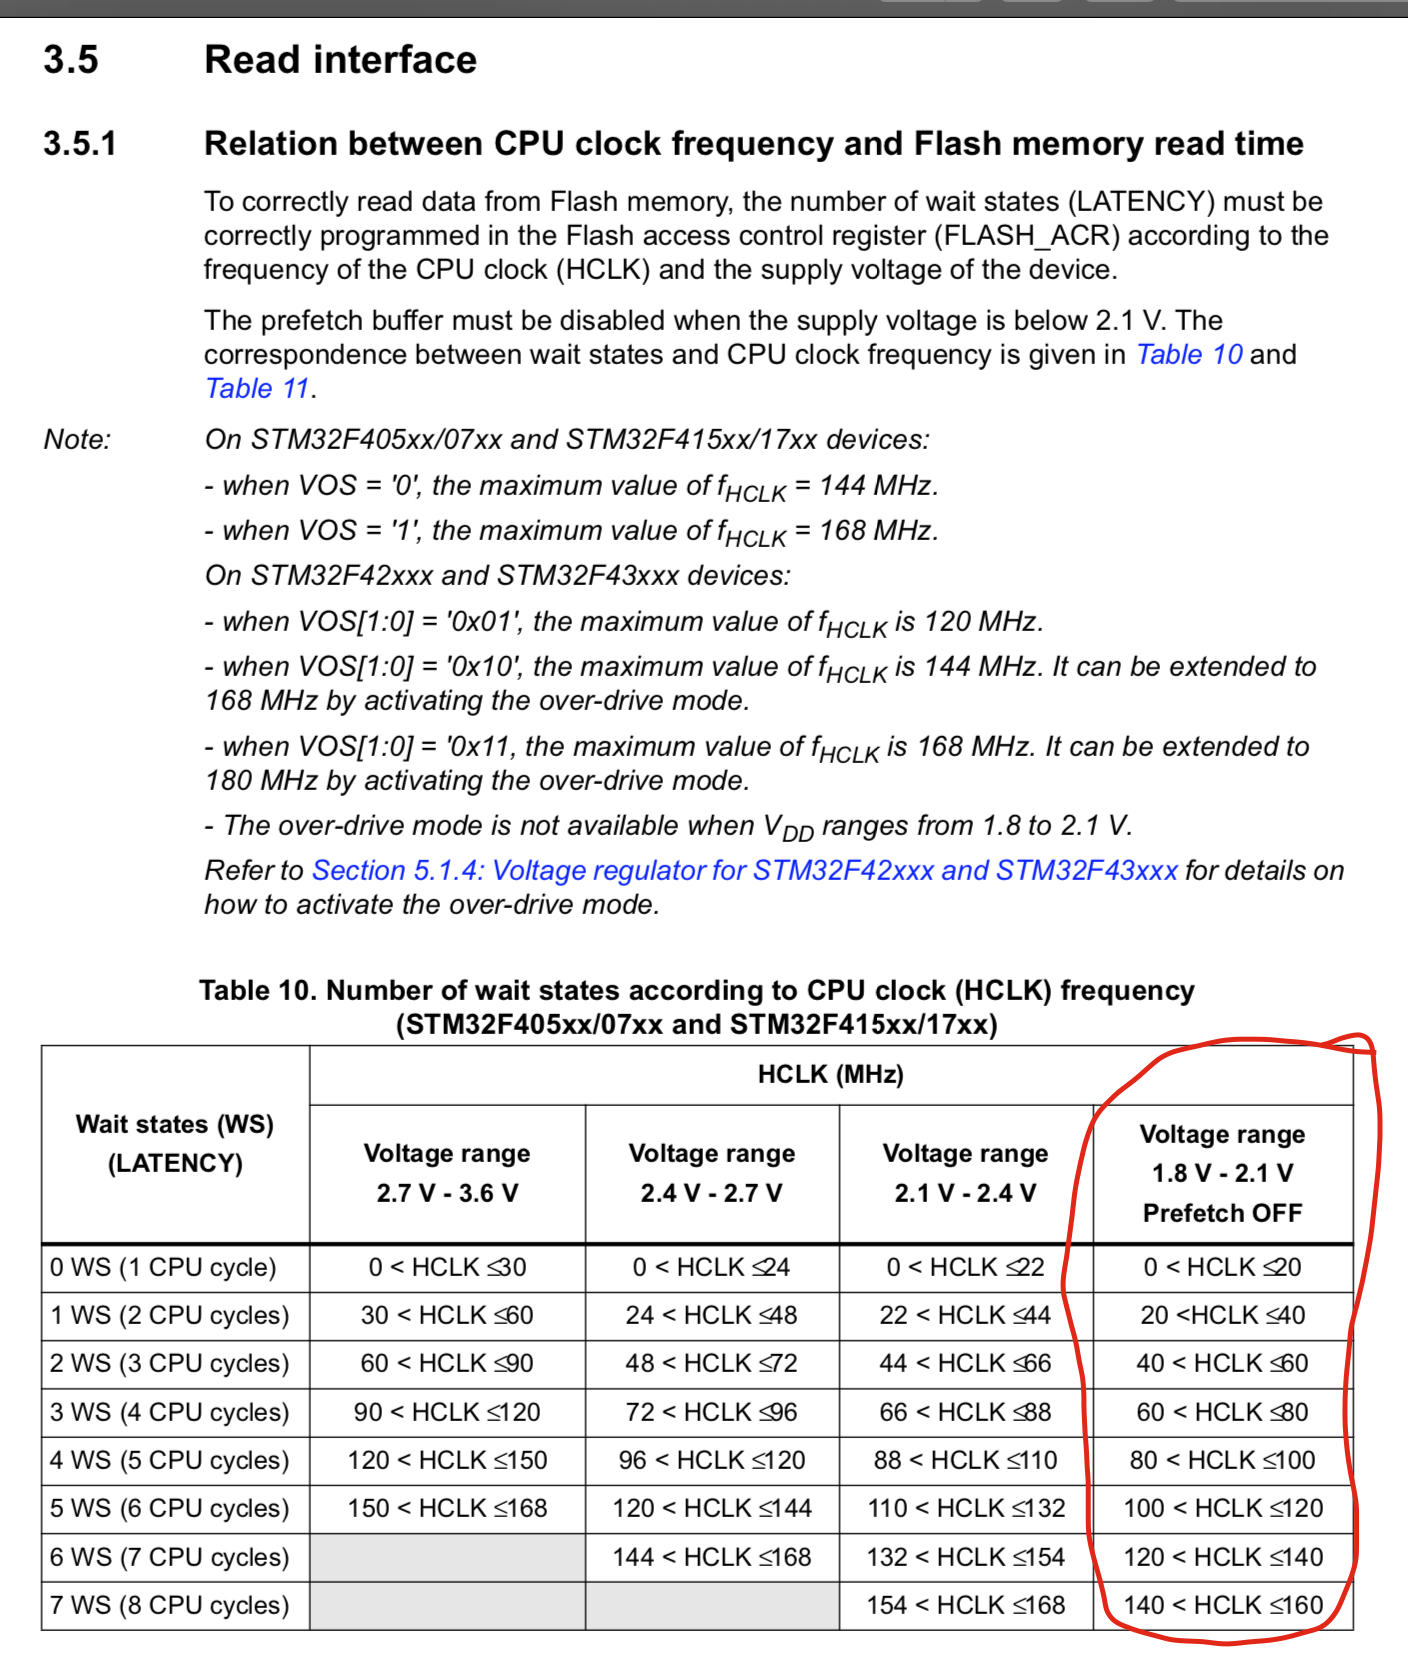 3.5 Read interface
3.5.1 Relation between CPU clock frequency and Flash memory read time
To correctly read data from Flash memory, the number of wait states (LATENCY) must be
correctly programmed in the Flash access control register (FLASH_ACR) according to the
frequency of the CPU clock (HCLK) and the supply voltage of the device.
The prefetch buffer must be disabled when the supply voltage is below 2.1 V. The
correspondence between wait states and CPU clock frequency is given in Table 10 and
Table 11.
Note: On STM32F405xx/07xx and STM32F415xx/17xx devices:
- when VOS = '0', the maximum value of fHCLK = 144 MHz.
- when VOS = '1', the maximum value of fHCLK = 168 MHz.
On STM32F42xxx and STM32F43xxx devices:
- when VOS[1:0] = '0x01', the maximum value of fHCLK is 120 MHz.
- when VOS[1:0] = '0x10', the maximum value of fHCLK is 144 MHz. It can be extended to
168 MHz by activating the over-drive mode.
- when VOS[1:0] = '0x11, the maximum value of fHCLK is 168 MHz. It can be extended to
180 MHz by activating the over-drive mode.
- The over-drive mode is not available when VDD ranges from 1.8 to 2.1 V.
Refer to Section 5.1.4: Voltage regulator for STM32F42xxx and STM32F43xxx for details on
how to activate the over-drive mode.
Table 10. Number of wait states according to CPU clock (HCLK) frequency
(STM32F405xx/07xx and STM32F415xx/17xx)
Wait states (WS)
(LATENCY)
HCLK (MHz)
Voltage range
2.7 V - 3.6 V
Voltage range
2.4 V - 2.7 V
Voltage range
2.1 V - 2.4 V
Voltage range
1.8 V - 2.1 V
Prefetch OFF
0 WS (1 CPU cycle) 0 < HCLK ≤30 0 < HCLK ≤24 0 < HCLK ≤22 0 < HCLK ≤20
1 WS (2 CPU cycles) 30 < HCLK ≤60 24 < HCLK ≤48 22 < HCLK ≤44 20 <HCLK ≤40
2 WS (3 CPU cycles) 60 < HCLK ≤90 48 < HCLK ≤72 44 < HCLK ≤66 40 < HCLK ≤60
3 WS (4 CPU cycles) 90 < HCLK ≤120 72 < HCLK ≤96 66 < HCLK ≤88 60 < HCLK ≤80
4 WS (5 CPU cycles) 120 < HCLK ≤150 96 < HCLK ≤120 88 < HCLK ≤110 80 < HCLK ≤100
5 WS (6 CPU cycles) 150 < HCLK ≤168 120 < HCLK ≤144 110 < HCLK ≤132 100 < HCLK ≤120
6 WS (7 CPU cycles) 144 < HCLK ≤168 132 < HCLK ≤154 120 < HCLK ≤140
7 WS (8 CPU cycles) 154 < HCLK ≤168 140 < HCLK ≤160